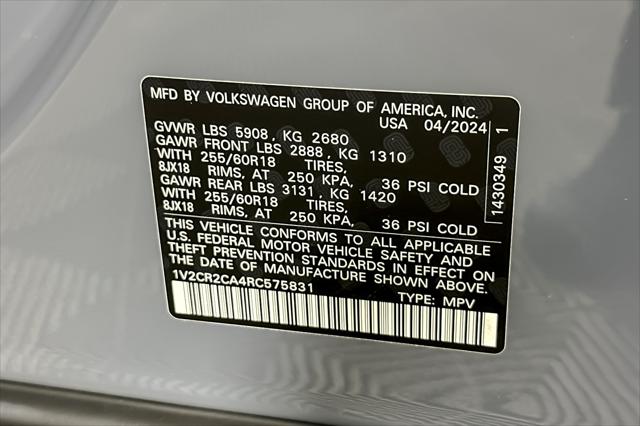 MFD BY VOLKSWAGEN GROUP OF AMERICA, INC.
USA 04/2024
GVWR LBS 5908, KG 2680
GAWR FRONT LBS 2888, KG 1310
WITH 255/60R18 TIRES,
8JX18 RIMS, AT 250 KPA, 36 PSI COLD
GAWR REAR LBS 3131, KG 1420
WITH 255/60R18 TIRES,
8JX18 RIMS, AT 250 KPA, 36 PSI COLD
THIS VEHICLE CONFORMS TO ALL APPLICABLE
U.S. FEDERAL MOTOR VEHICLE SAFETY AND
THEFT PREVENTION STANDARDS IN EFFECT ON
THE DATE OF MANUFACTURE SHOWN ABOVE.
1V2CR2CA4RC575831 TYPE: MPV
1430349 1